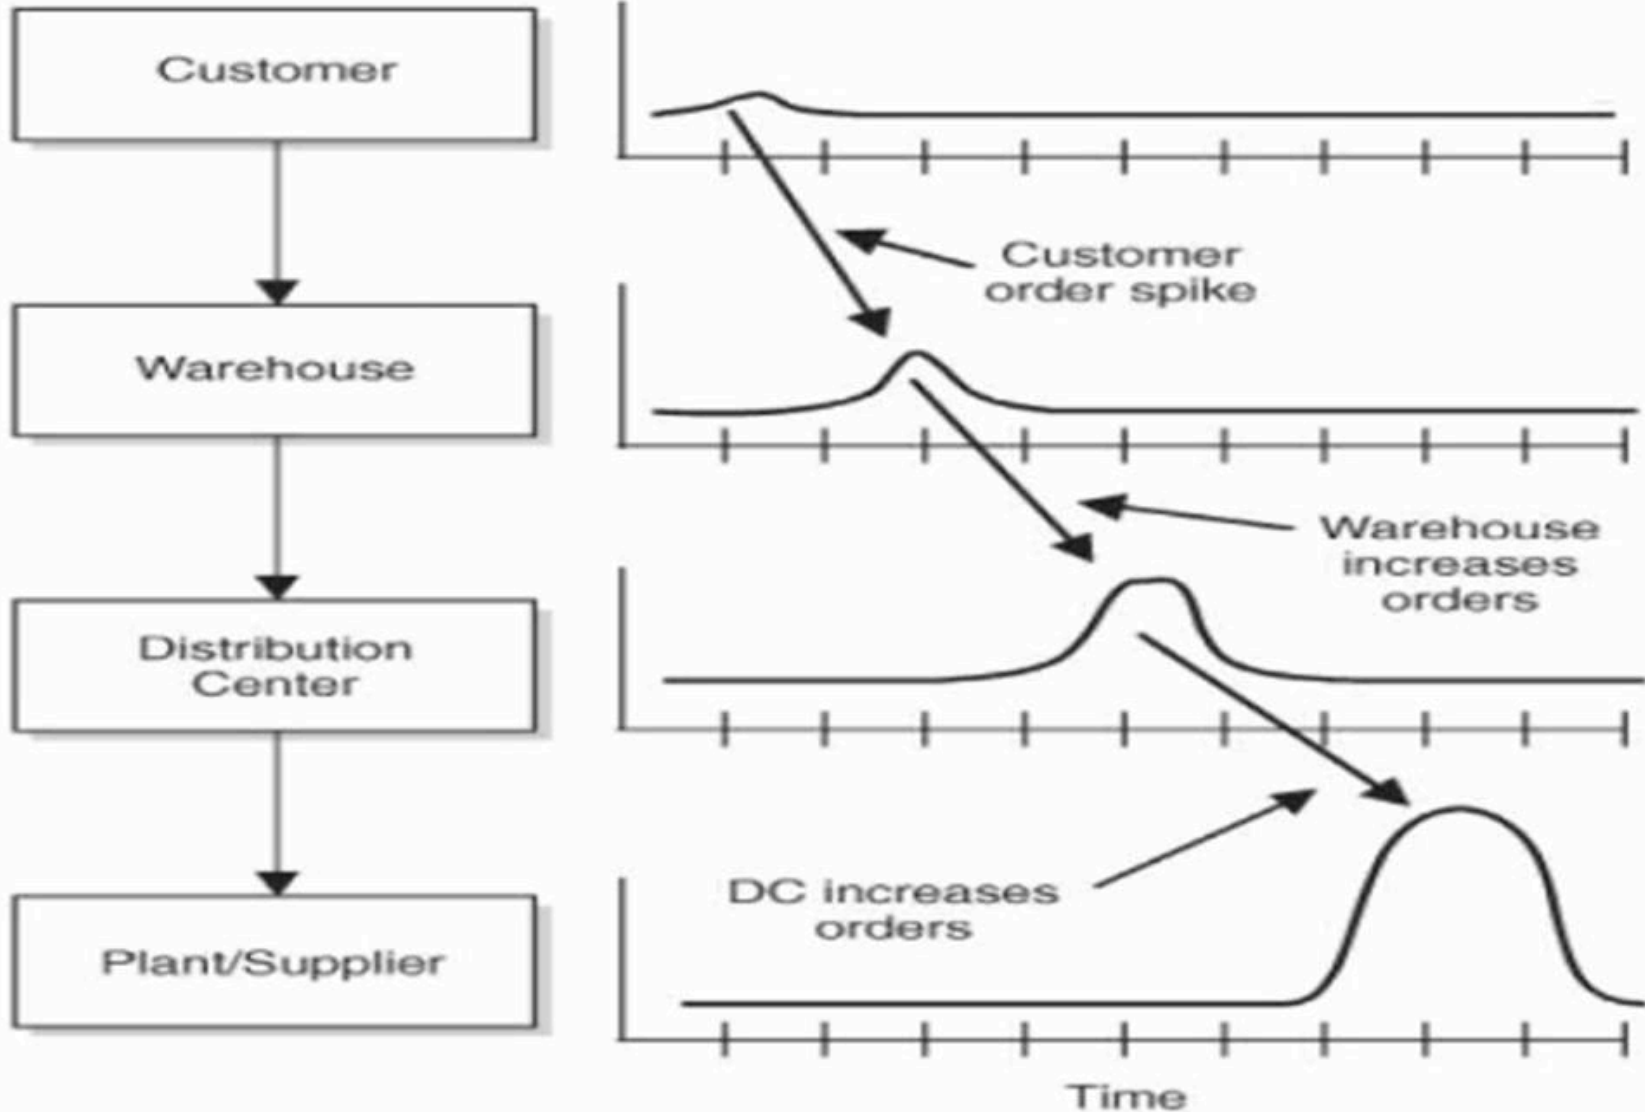 Customer
Customer
order spike
Warehouse
Warehouse
increases
orders
Distribution
Center
DC increases
orders
Plant/Supplier
Time